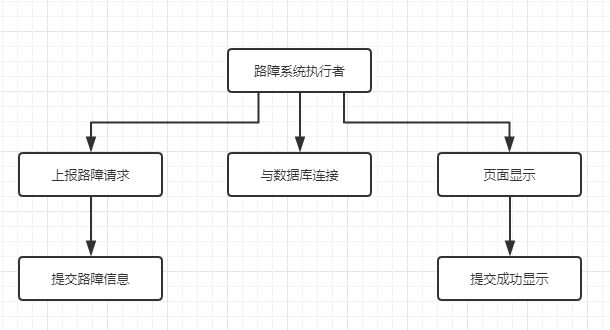 路障系统执行者
上报路障请求
与数据库连接
页面显示
提交路障信息
提交成功显示